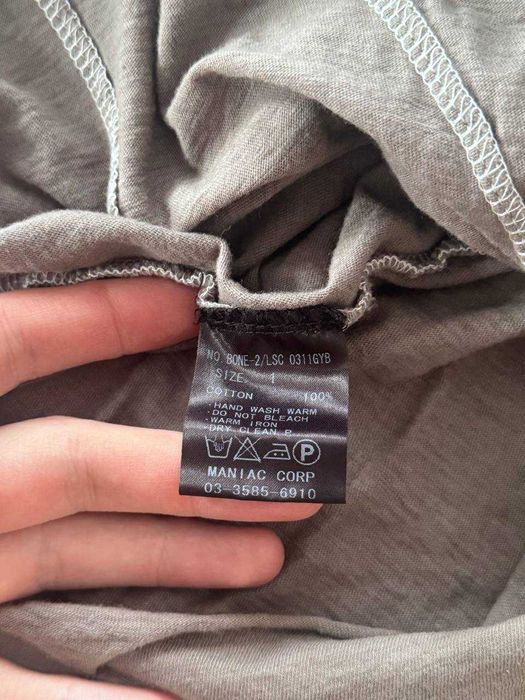 NO. BONE-2/LSC 0311GYB
SIZE. 1
COTTON 100%
·HAND WASH WARM
·DO NOT BLEACH
·WARM IRON
·DRY CLEAN P
P
MANIAC CORP
03-3585-6910